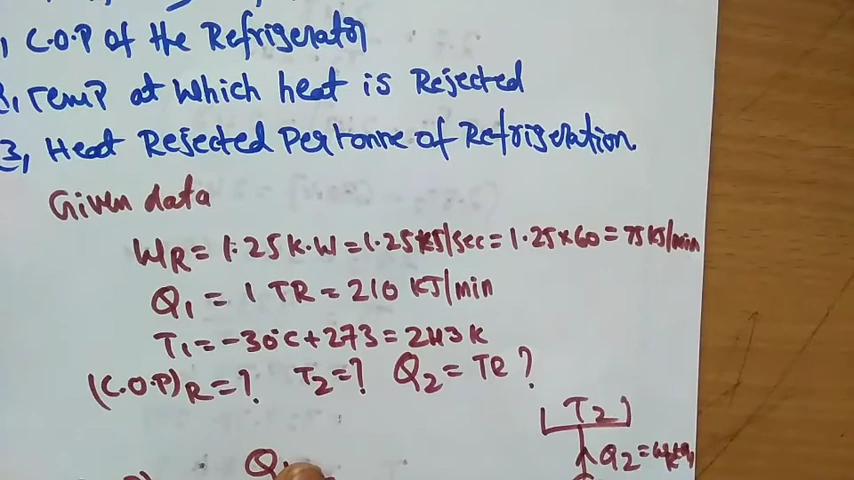 1, C.O.P of the Refrigerator
2, Temp at which heat is Rejected
3, Heat Rejected Per tonne of Refrigeration.
Given data
WR = 1.25 K.W = 1.25 KJ/sec = 1.25 x 60 = 75 KJ/min
Q1 = 1 TR = 210 KJ/min
T1 = -30°C + 273 = 243 K
(C.O.P)R = ? T2 = ? Q2 = TR ?
T2
Q2 =
Q